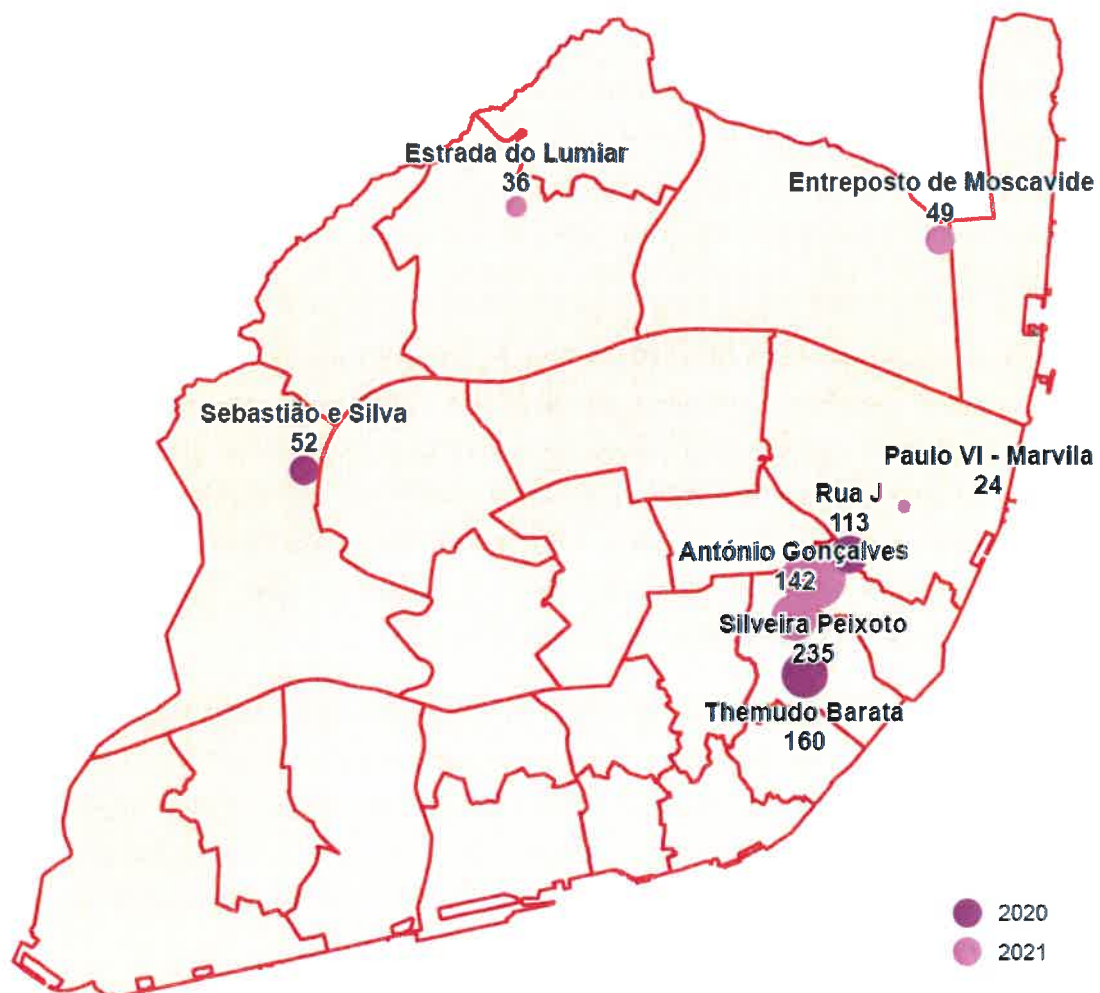 Estrada do Lumiar
36
Entreposto de Moscavide
49
Sebastião e Silva
52
Paulo VI - Marvila
24
Rua J
113
António Gonçalves
142
Silveira Peixoto
235
Themudo Barata
160
2020
2021